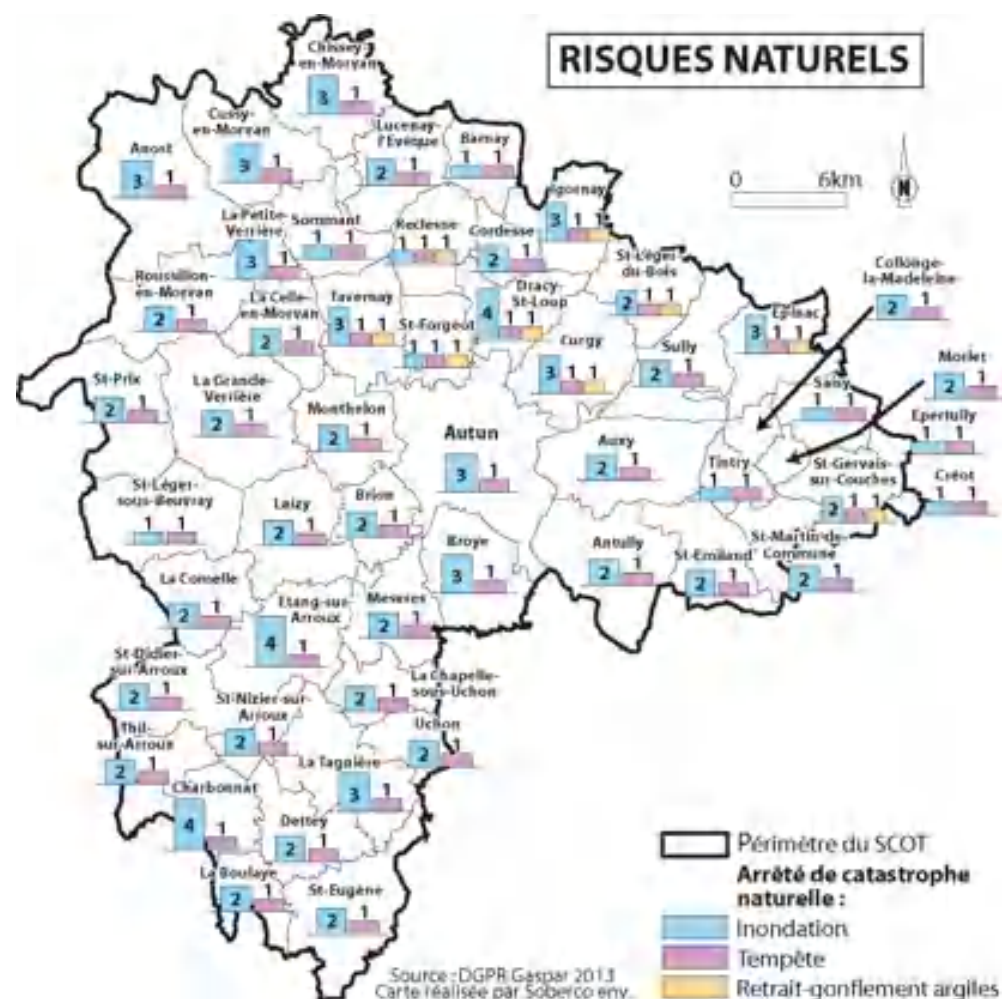 RISQUES NATURELS
0 6km
N
Chissey-
en-Morvan
3 1
Cussy-
en-Morvan
3 1
Lucenay-
l'Evêque
2 1
Barnay
1 1
Anost
3 1
Igornay
3 1 1
La Petite-
Verrière
3 1
Sommant
1 1
Reclesse
1 1 1
Cordesse
2 1
St-Léger-
du-Bois
2 1 1
Collonge-
la-Madeleine
2 1
Roussillon-
en-Morvan
2 1
La Celle-
en-Morvan
2 1
Tavernay
3 1 1
St-Forgeot
1 1 1
Dracy-
St-Loup
4 1 1
Epinac
3 1 1
Curgy
3 1 1
Sully
2 1
Morlet
2 1
St-Prix
2 1
La Grande-
Verrière
2 1
Monthelon
2 1
Autun
3 1
Auxy
2 1
Saisy
1 1
Epertully
1 1
Tintry
1 1
St-Gervais-
sur-Couches
2 1 1
Créot
1 1
St-Léger-
sous-Beuvray
1 1
Laizy
2 1
Brion
2 1
Broye
3 1
Antully
2 1
St-Emiland
2 1
St-Martin-de-
Commune
2 1
La Comelle
2 1
Etang-sur-
Arroux
4 1
Mesvres
2 1
St-Didier-
sur-Arroux
2 1
St-Nizier-sur-
Arroux
2 1
La Chapelle-
sous-Uchon
2 1
Uchon
2 1
Thil-
sur-Arroux
2 1
La Tagnière
3 1
Charbonnat
4 1
Dettey
2 1
La Boulaye
2 1
St-Eugène
2 1
Périmètre du SCOT
Arrêté de catastrophe
naturelle :
Inondation
Tempête
Retrait-gonflement argiles
Source : DGPR Gaspar 2013
Carte réalisée par Soberco env.